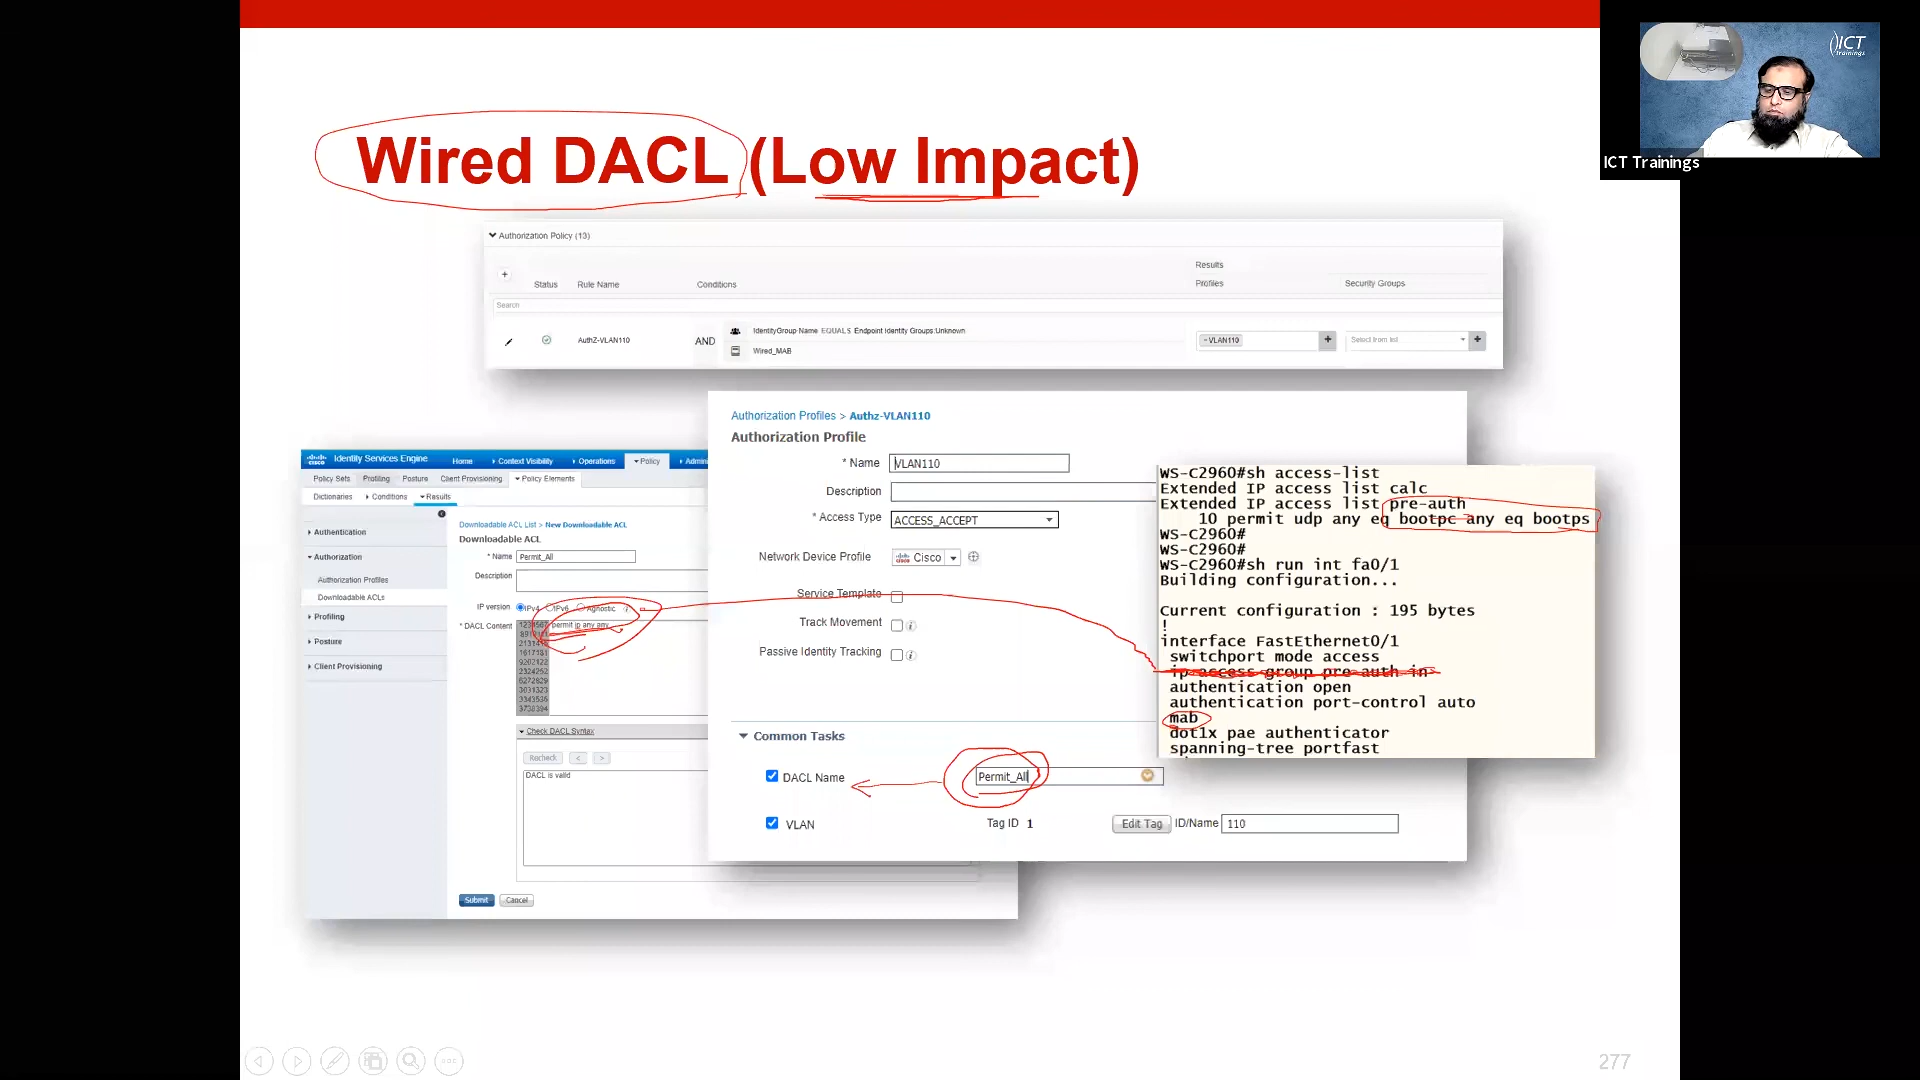 ICT
trainings
ICT Trainings
Wired DACL (Low Impact)
Authorization Policy (13)
Results
Status Rule Name Conditions Profiles Security Groups
Search
IdentityGroup Name EQUALS Endpoint Identity Groups:Unknown
AuthZ-VLAN110 AND VLAN110 Select from list
Wired_MAB
CISCO Identity Services Engine Home Context Visibility Operations Policy Admini
Policy Sets Profiling Posture Client Provisioning Policy Elements
Dictionaries Conditions Results
Authentication
Authorization
Authorization Profiles
Downloadable ACLs
Profiling
Posture
Client Provisioning
Downloadable ACL List > New Downloadable ACL
Downloadable ACL
* Name Permit_All
Description
IP version IPv4 IPv6 Agnostic
* DACL Content 1234567 permit ip any any
Check DACL Syntax
Recheck < >
DACL is valid
Submit Cancel
Authorization Profiles > Authz-VLAN110
Authorization Profile
* Name VLAN110
Description
* Access Type ACCESS_ACCEPT
Network Device Profile Cisco
Service Template
Track Movement
Passive Identity Tracking
Common Tasks
DACL Name Permit_All
VLAN Tag ID 1 Edit Tag ID/Name 110
WS-C2960#sh access-list
Extended IP access list calc
Extended IP access list pre-auth
10 permit udp any eq bootpc any eq bootps
WS-C2960#
WS-C2960#
WS-C2960#sh run int fa0/1
Building configuration...
Current configuration : 195 bytes
!
interface FastEthernet0/1
switchport mode access
ip access-group pre-auth in
authentication open
authentication port-control auto
mab
dot1x pae authenticator
spanning-tree portfast
277